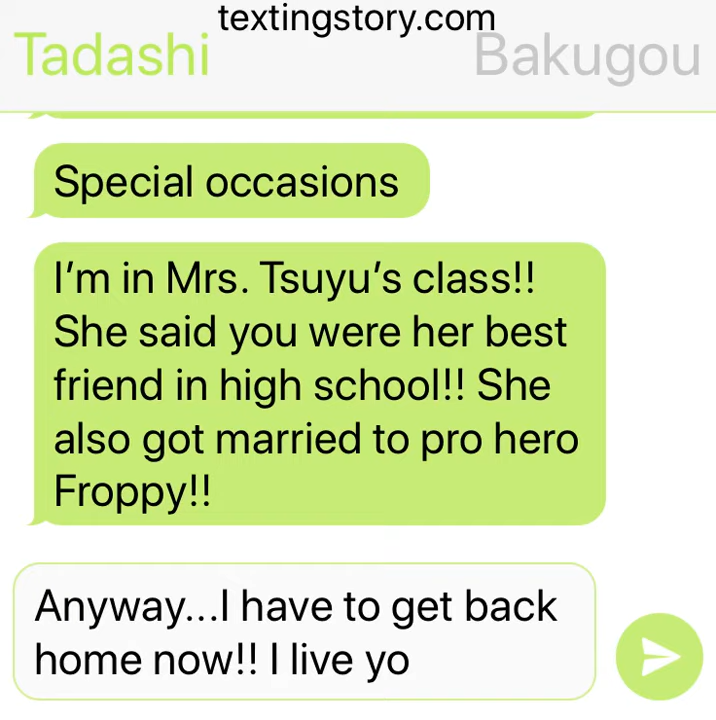 textingstory.com
Tadashi Bakugou
Special occasions
I'm in Mrs. Tsuyu's class!!
She said you were her best
friend in high school!! She
also got married to pro hero
Froppy!!
Anyway...I have to get back
home now!! I live yo